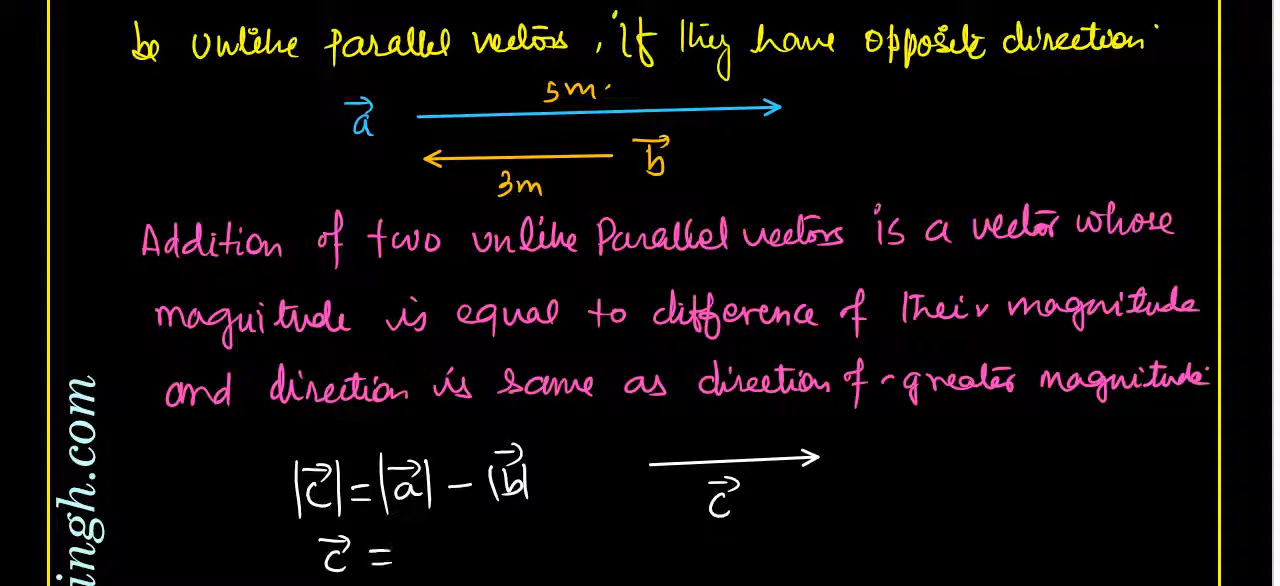 be unlike parallel vectors, if they have opposite direction.
5m.
a⃗
b⃗
3m
Addition of two unlike Parallel vectors is a vector whose
magnitude is equal to difference of their magnitude
and direction is same as direction of greater magnitude.
|c⃗| = |a⃗| - |b⃗|
c⃗
c⃗ =
ingh.com